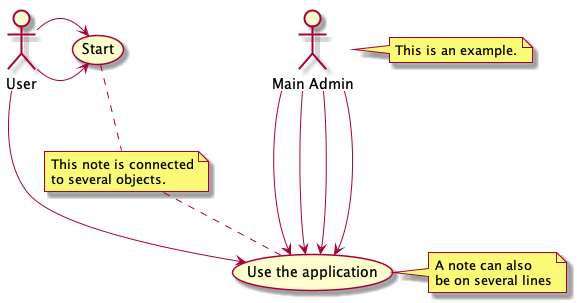 Start
This is an example.
User
Main Admin
This note is connected
to several objects.
Use the application
A note can also
be on several lines